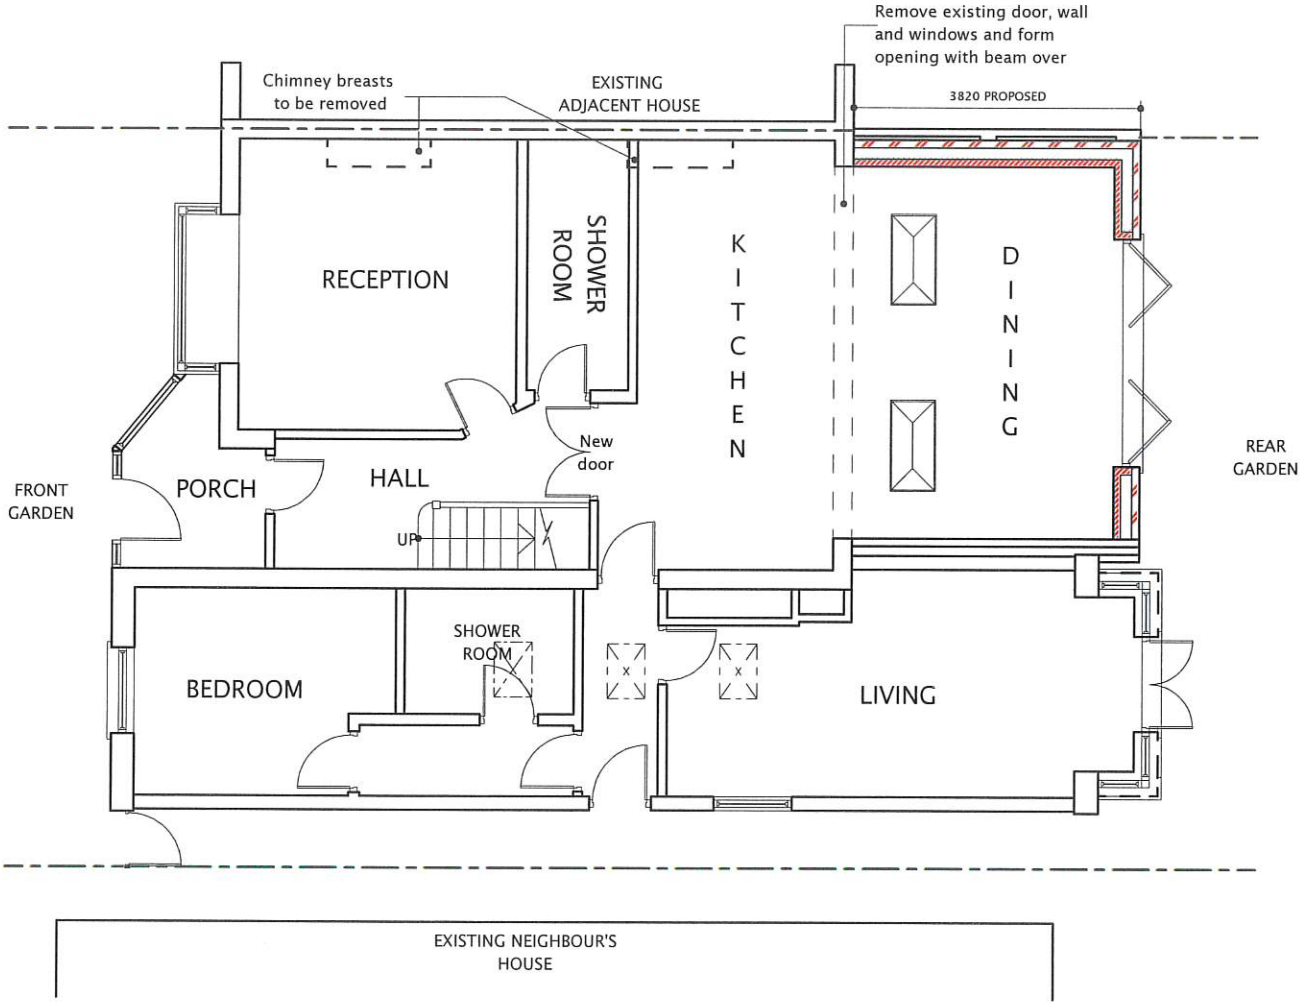 Remove existing door, wall
and windows and form
opening with beam over
Chimney breasts
to be removed
EXISTING
ADJACENT HOUSE
3820 PROPOSED
RECEPTION
SHOWER
ROOM
KITCHEN
DINING
New
door
REAR
GARDEN
FRONT
GARDEN
PORCH
HALL
UP
SHOWER
ROOM
BEDROOM
x
x
LIVING
EXISTING NEIGHBOUR'S
HOUSE